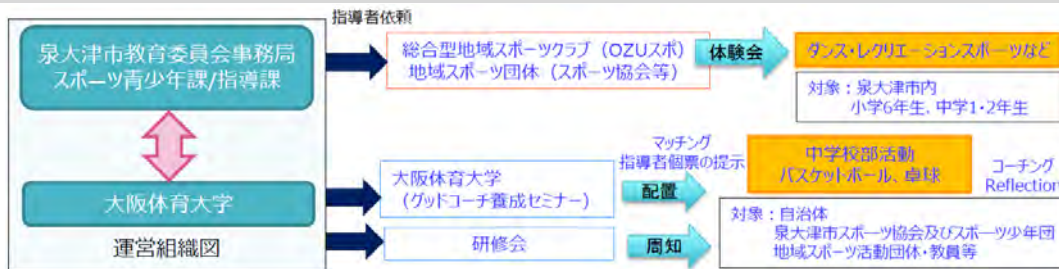 指導者依頼
泉大津市教育委員会事務局
スポーツ青少年課/指導課
大阪体育大学
運営組織図
総合型地域スポーツクラブ（OZUスポ）
地域スポーツ団体（スポーツ協会等）
体験会
ダンス・レクリエーションスポーツなど
対象：泉大津市内
小学6年生、中学1・2年生
大阪体育大学
（グッドコーチ養成セミナー）
マッチング
指導者個票の提示
配置
中学校部活動
バスケットボール、卓球
コーチング
Reflection
研修会
周知
対象：自治体
泉大津市スポーツ協会及びスポーツ少年団
地域スポーツ活動団体・教員等